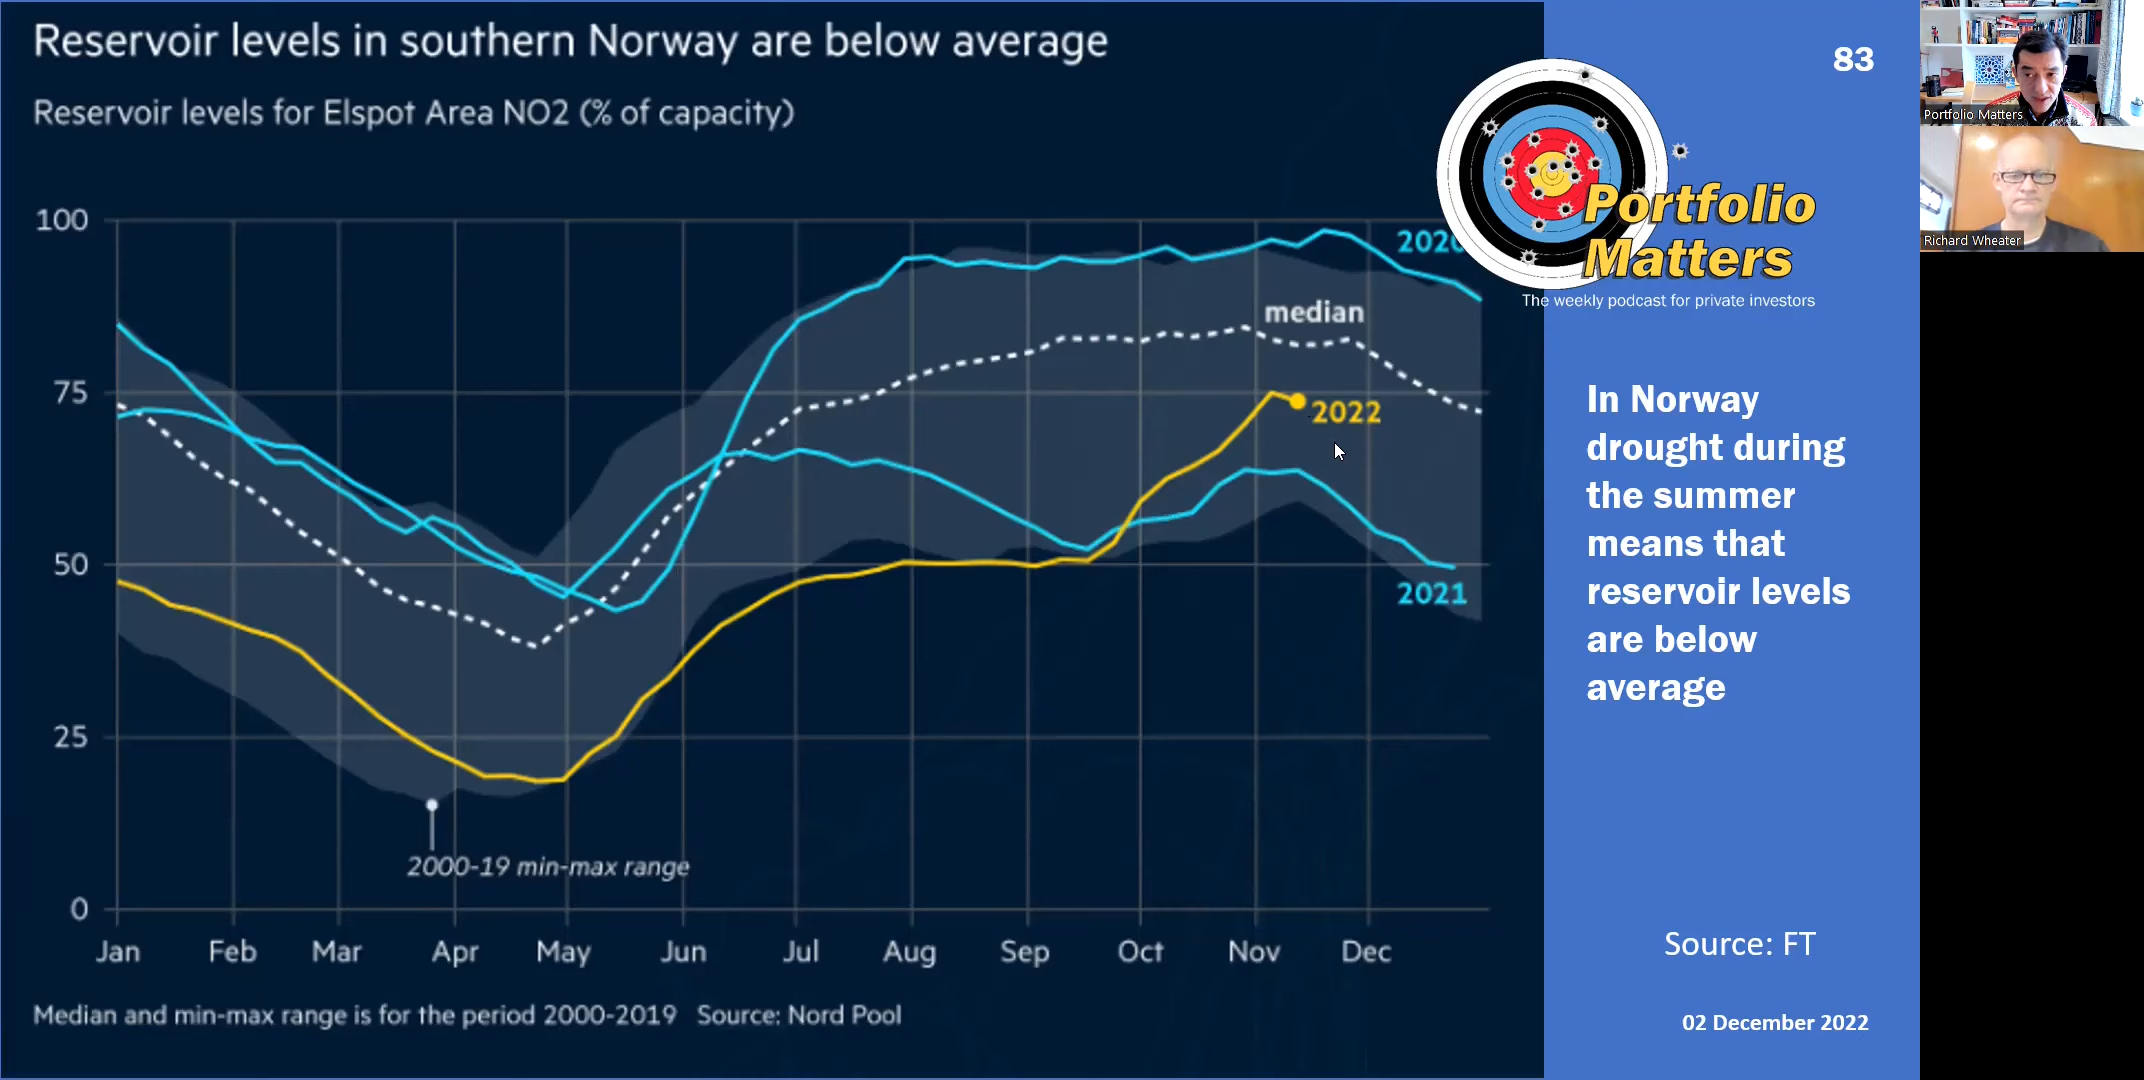 Reservoir levels in southern Norway are below average
Reservoir levels for Elspot Area NO2 (% of capacity)
100
75
50
25
0
2020
median
2022
2021
2000-19 min-max range
Jan Feb Mar Apr May Jun Jul Aug Sep Oct Nov Dec
Median and min-max range is for the period 2000-2019 Source: Nord Pool
83
Portfolio
Matters
The weekly podcast for private investors
In Norway
drought during
the summer
means that
reservoir levels
are below
average
Source: FT
02 December 2022
Portfolio Matters
Richard Wheater